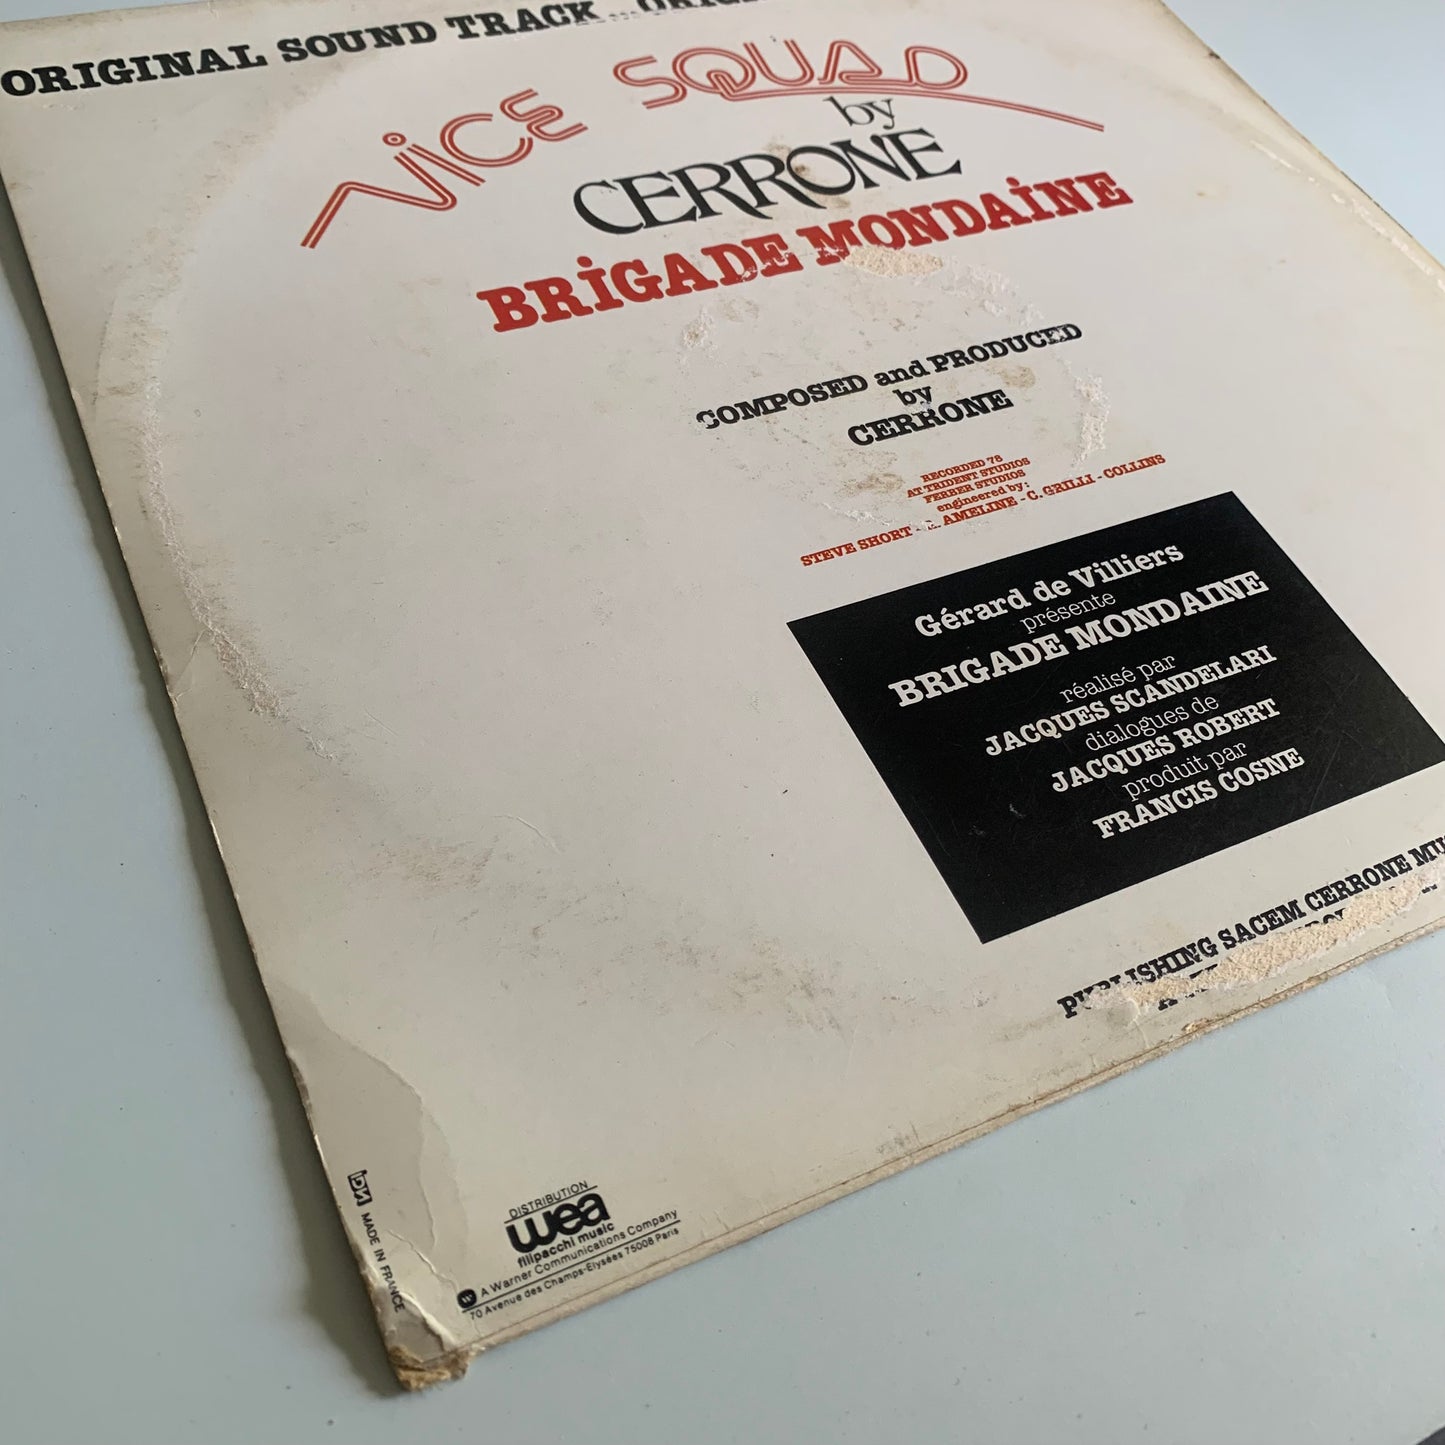 ORIGINAL SOUND TRACK ...
VICE SQUAD
by
CERRONE
BRIGADE MONDAINE
COMPOSED and PRODUCED
by
CERRONE
RECORDED 78
AT TRIDENT STUDIOS
FERBER STUDIOS
engineered by:
STEVE SHORT - AMELINE - C. GRILLI - COLLINS
Gérard de Villiers
présente
BRIGADE MONDAINE
réalisé par
JACQUES SCANDELARI
dialogues de
JACQUES ROBERT
produit par
FRANCIS COSNE
PUBLISHING SACEM CERRONE
MADE IN FRANCE
DISTRIBUTION
wea
filipacchi music
A Warner Communications Company
70 Avenue des Champs-Elysées 75008 Paris